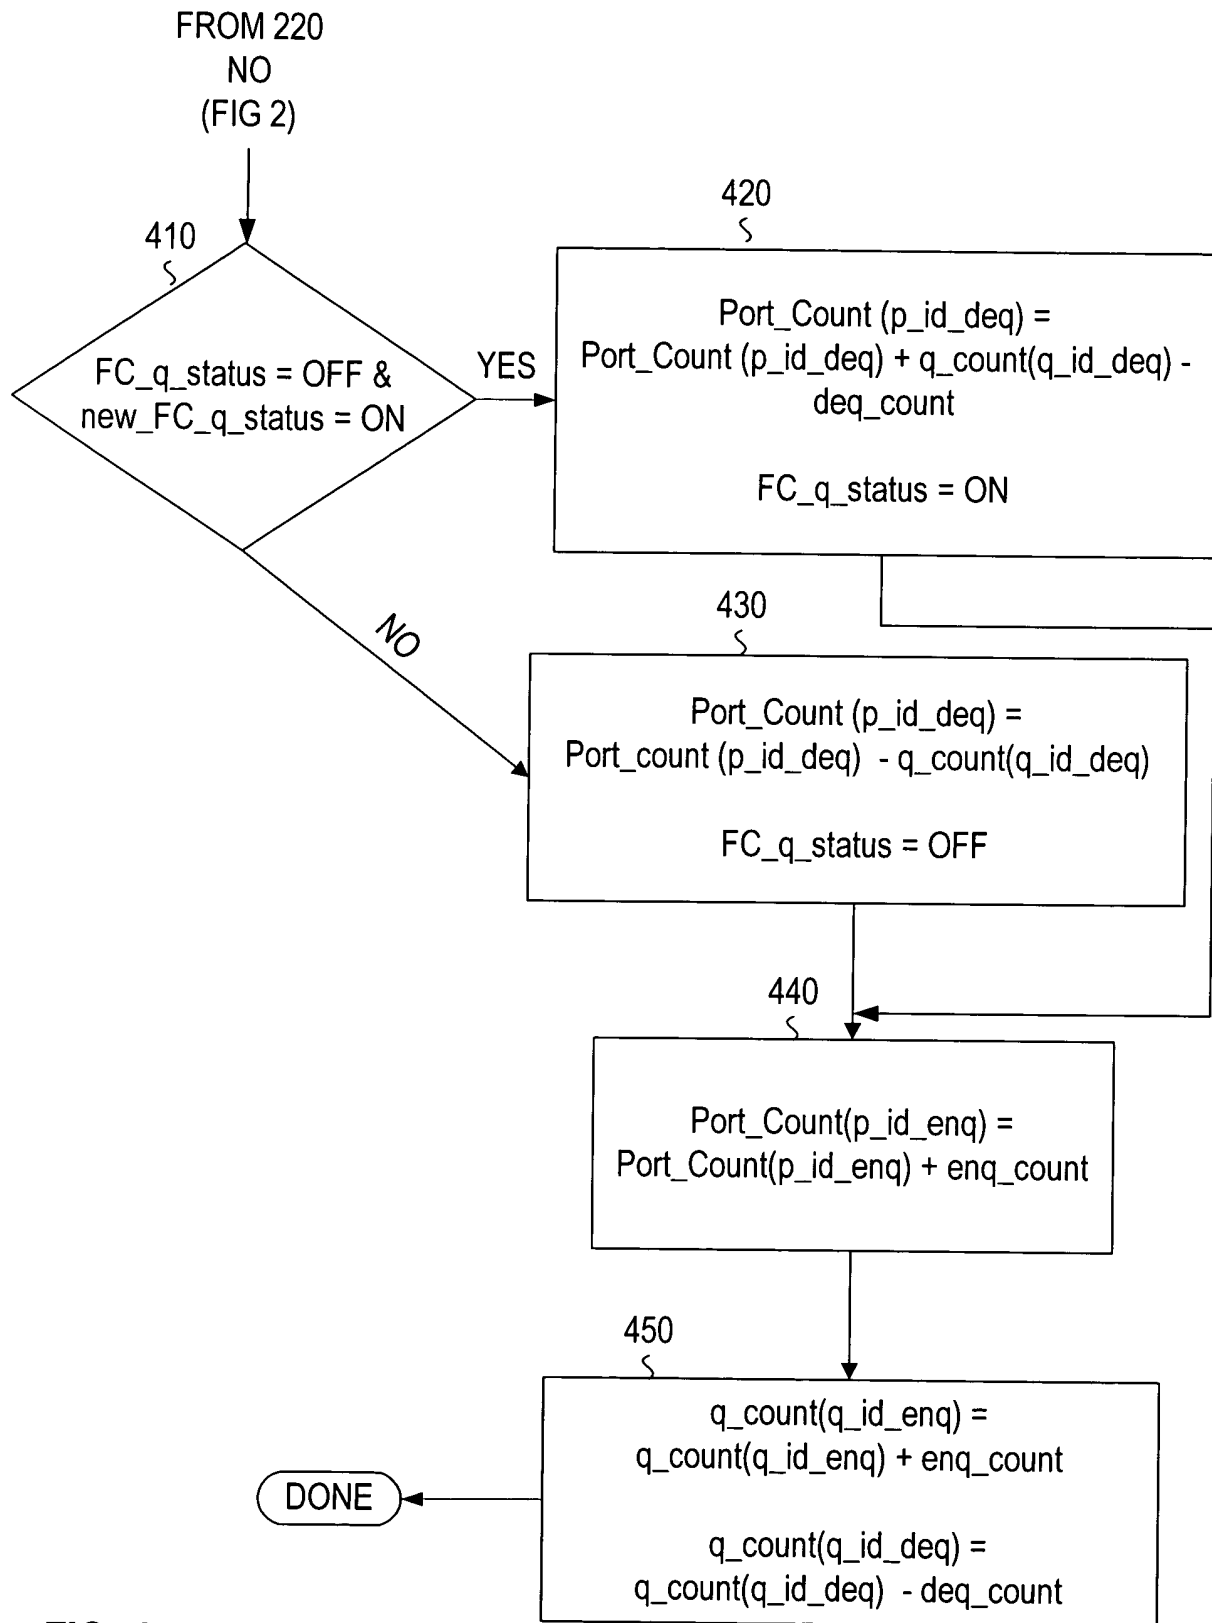 FROM 220
NO
(FIG 2)
410
FC_q_status = OFF &
new_FC_q_status = ON
YES
NO
420
Port_Count (p_id_deq) =
Port_Count (p_id_deq) + q_count(q_id_deq) -
deq_count
FC_q_status = ON
430
Port_Count (p_id_deq) =
Port_count (p_id_deq) - q_count(q_id_deq)
FC_q_status = OFF
440
Port_Count(p_id_enq) =
Port_Count(p_id_enq) + enq_count
450
q_count(q_id_enq) =
q_count(q_id_enq) + enq_count
q_count(q_id_deq) =
q_count(q_id_deq) - deq_count
DONE